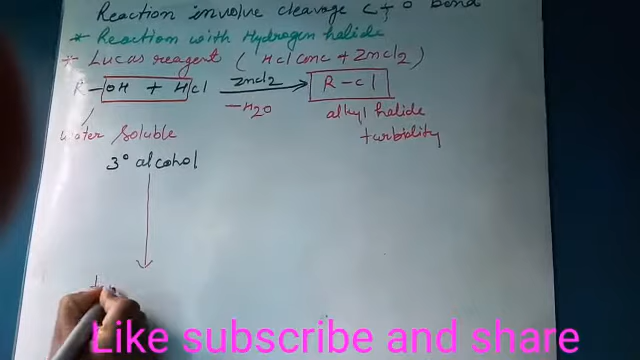 Reaction involve cleavage C + O Bond
* Reaction with Hydrogen halide
* Lucas reagent ( HCl conc + ZnCl2 )
R - OH + HCl ZnCl2 -H2O R - Cl
water soluble alkyl halide
turbidity
3° alcohol
t
Like subscribe and share